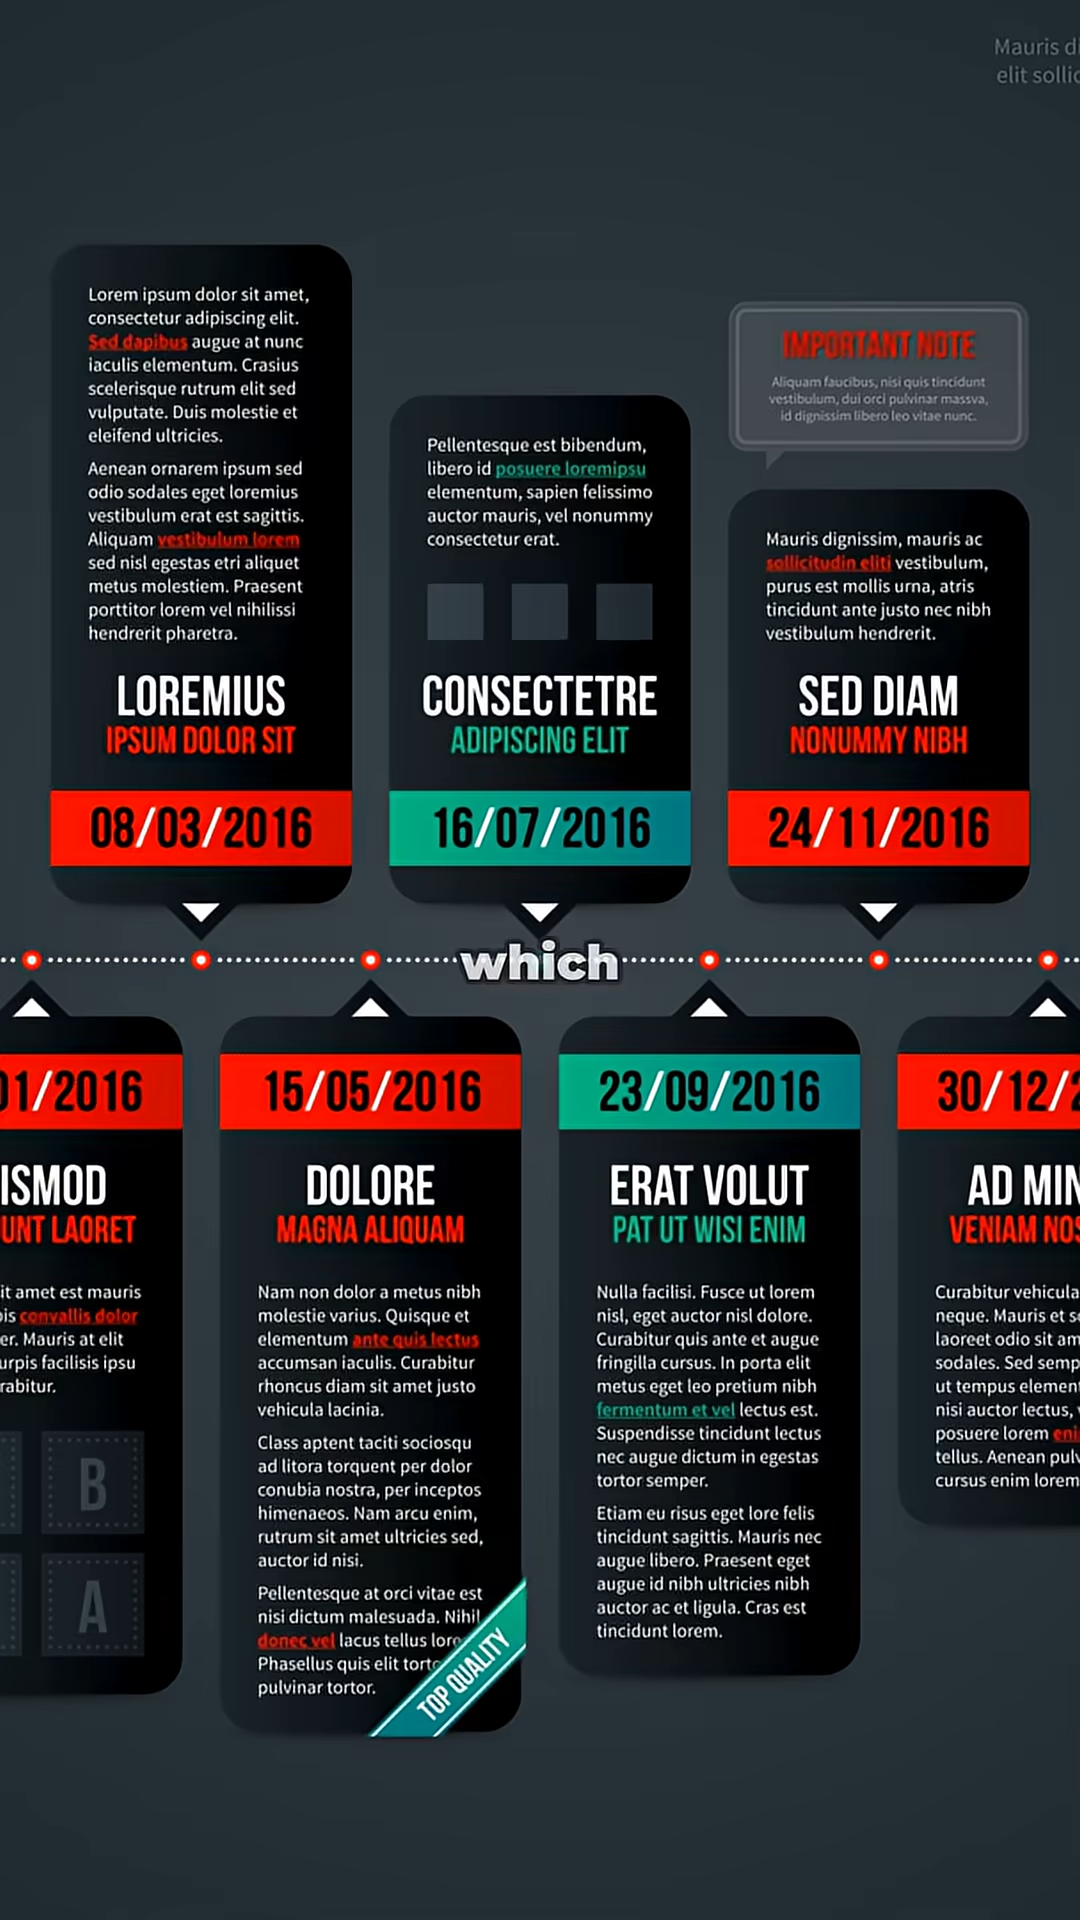 Mauris di
elit sollic
Lorem ipsum dolor sit amet,
consectetur adipiscing elit.
Sed dapibus augue at nunc
iaculis elementum. Crasius
scelerisque rutrum elit sed
vulputate. Duis molestie et
eleifend ultricies.
Aenean ornarem ipsum sed
odio sodales eget loremius
vestibulum erat est sagittis.
Aliquam vestibulum lorem
sed nisl egestas etri aliquet
metus molestiem. Praesent
porttitor lorem vel nihilissi
hendrerit pharetra.
LOREMIUS
IPSUM DOLOR SIT
08/03/2016
Pellentesque est bibendum,
libero id posuere loremipsu
elementum, sapien felissimo
auctor mauris, vel nonummy
consectetur erat.
CONSECTETRE
ADIPISCING ELIT
16/07/2016
IMPORTANT NOTE
Aliquam faucibus, nisi quis tincidunt
vestibulum, dui orci pulvinar massva,
id dignissim libero leo vitae nunc.
Mauris dignissim, mauris ac
sollicitudin eliti vestibulum,
purus est mollis urna, atris
tincidunt ante justo nec nibh
vestibulum hendrerit.
SED DIAM
NONUMMY NIBH
24/11/2016
which
01/2016
ISMOD
UNT LAORET
it amet est mauris
is convallis dolor
er. Mauris at elit
urpis facilisis ipsu
rabitur.
B
A
15/05/2016
DOLORE
MAGNA ALIQUAM
Nam non dolor a metus nibh
molestie varius. Quisque et
elementum ante quis lectus
accumsan iaculis. Curabitur
rhoncus diam sit amet justo
vehicula lacinia.
Class aptent taciti sociosqu
ad litora torquent per dolor
conubia nostra, per inceptos
himenaeos. Nam arcu enim,
rutrum sit amet ultricies sed,
auctor id nisi.
Pellentesque at orci vitae est
nisi dictum malesuada. Nihil
donec vel lacus tellus lore
Phasellus quis elit torto
pulvinar tortor.
TOP QUALITY
23/09/2016
ERAT VOLUT
PAT UT WISI ENIM
Nulla facilisi. Fusce ut lorem
nisl, eget auctor nisl dolore.
Curabitur quis ante et augue
fringilla cursus. In porta elit
metus eget leo pretium nibh
fermentum et vel lectus est.
Suspendisse tincidunt lectus
nec augue dictum in egestas
tortor semper.
Etiam eu risus eget lore felis
tincidunt sagittis. Mauris nec
augue libero. Praesent eget
augue id nibh ultricies nibh
auctor ac et ligula. Cras est
tincidunt lorem.
30/12/2
AD MIN
VENIAM NOS
Curabitur vehicula
neque. Mauris et s
laoreet odio sit am
sodales. Sed semp
ut tempus element
nisi auctor lectus,
posuere lorem eni
tellus. Aenean pulv
cursus enim lorem